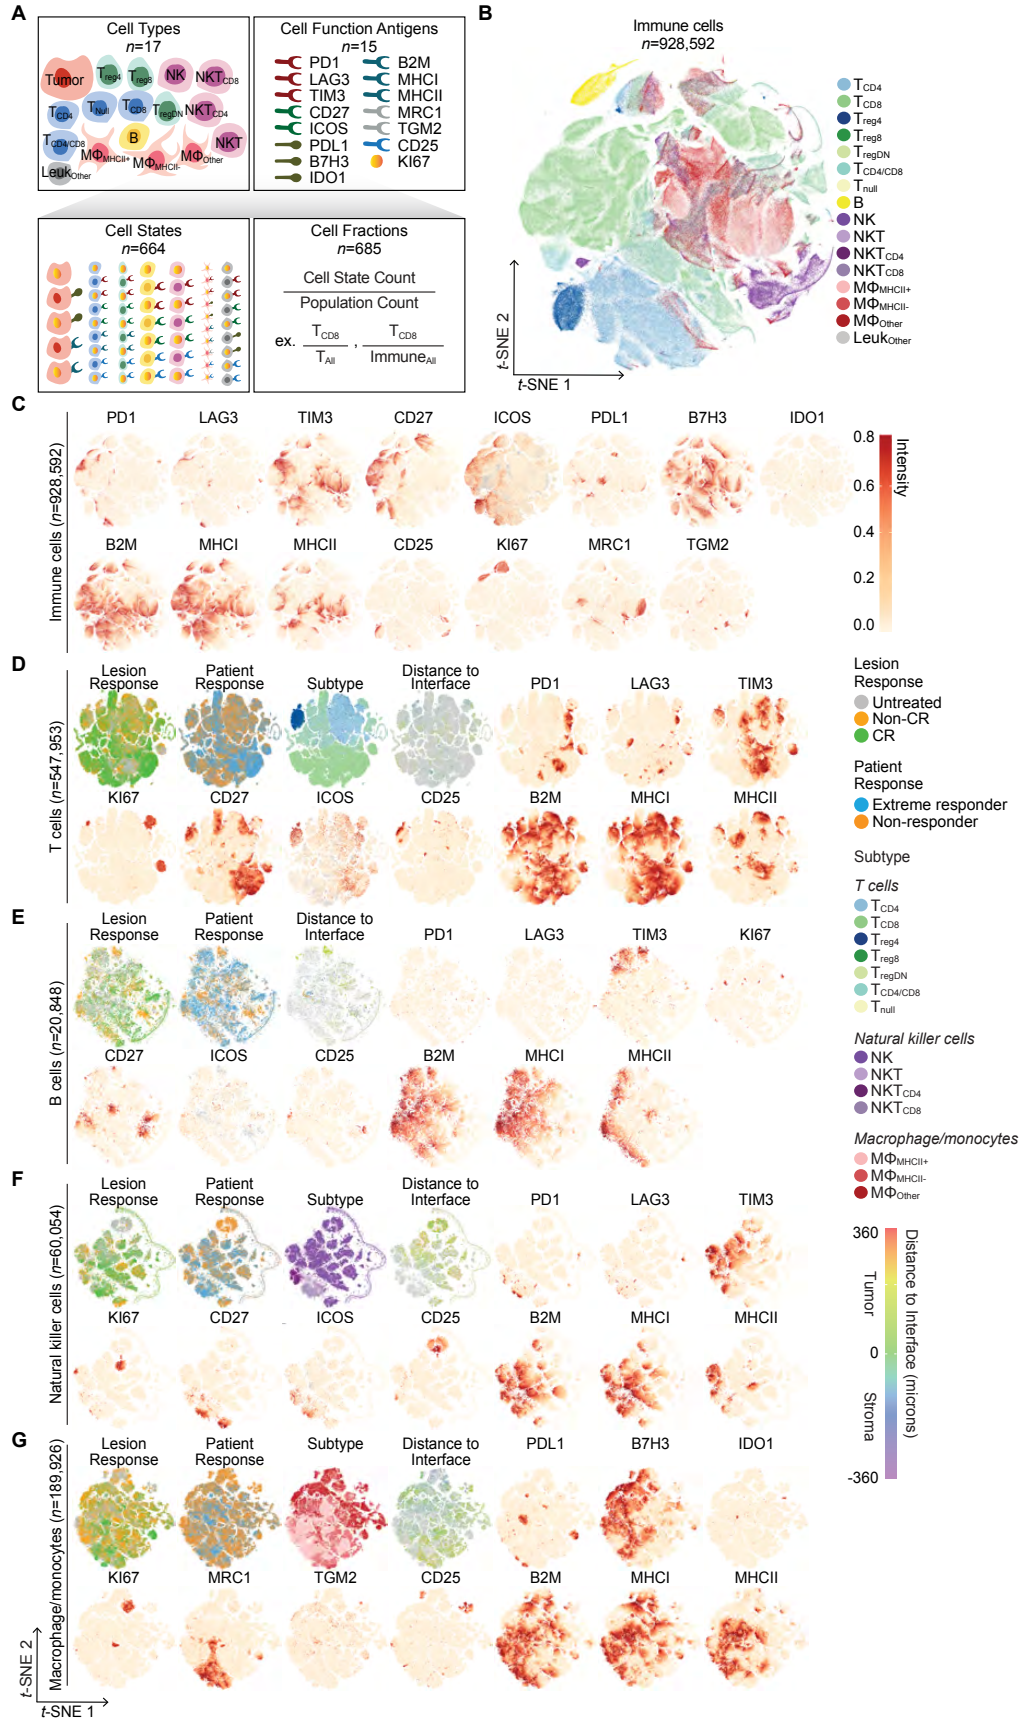 A
Cell Types
n=17
Tumor
Treg4
Treg8
NK
NKTCD8
TCD4
TNull
TCD8
TregDN
NKTCD4
TCD4/CD8
B
NKT
MΦMHCII+
MΦMHCII-
MΦOther
LeukOther
Cell Function Antigens
n=15
PD1
B2M
LAG3
MHCI
TIM3
MHCII
CD27
MRC1
ICOS
TGM2
PDL1
CD25
B7H3
KI67
IDO1
Cell States
n=664
Cell Fractions
n=685
Cell State Count
Population Count
ex. TCD8 , TCD8
TAll ImmuneAll
B
Immune cells
n=928,592
t-SNE 2
t-SNE 1
TCD4
TCD8
Treg4
Treg8
TregDN
TCD4/CD8
Tnull
B
NK
NKT
NKTCD4
NKTCD8
MΦMHCII+
MΦMHCII-
MΦOther
LeukOther
C
Immune cells (n=928,592)
PD1 LAG3 TIM3 CD27 ICOS PDL1 B7H3 IDO1
B2M MHCI MHCII CD25 KI67 MRC1 TGM2
0.8
0.6
0.4
0.2
0.0
Intensity
D
T cells (n=547,953)
Lesion Response
Patient Response
Subtype
Distance to Interface
PD1 LAG3 TIM3
KI67 CD27 ICOS CD25 B2M MHCI MHCII
E
B cells (n=20,848)
Lesion Response
Patient Response
Distance to Interface
PD1 LAG3 TIM3 KI67
CD27 ICOS CD25 B2M MHCI MHCII
F
Natural killer cells (n=60,054)
Lesion Response
Patient Response
Subtype
Distance to Interface
PD1 LAG3 TIM3
KI67 CD27 ICOS CD25 B2M MHCI MHCII
G
Macrophage/monocytes (n=189,926)
Lesion Response
Patient Response
Subtype
Distance to Interface
PDL1 B7H3 IDO1
KI67 MRC1 TGM2 CD25 B2M MHCI MHCII
t-SNE 2
t-SNE 1
Lesion
Response
Untreated
Non-CR
CR
Patient
Response
Extreme responder
Non-responder
Subtype
T cells
TCD4
TCD8
Treg4
Treg8
TregDN
TCD4/CD8
Tnull
Natural killer cells
NK
NKT
NKTCD4
NKTCD8
Macrophage/monocytes
MΦMHCII+
MΦMHCII-
MΦOther
360
0
-360
Tumor
Stroma
Distance to Interface (microns)